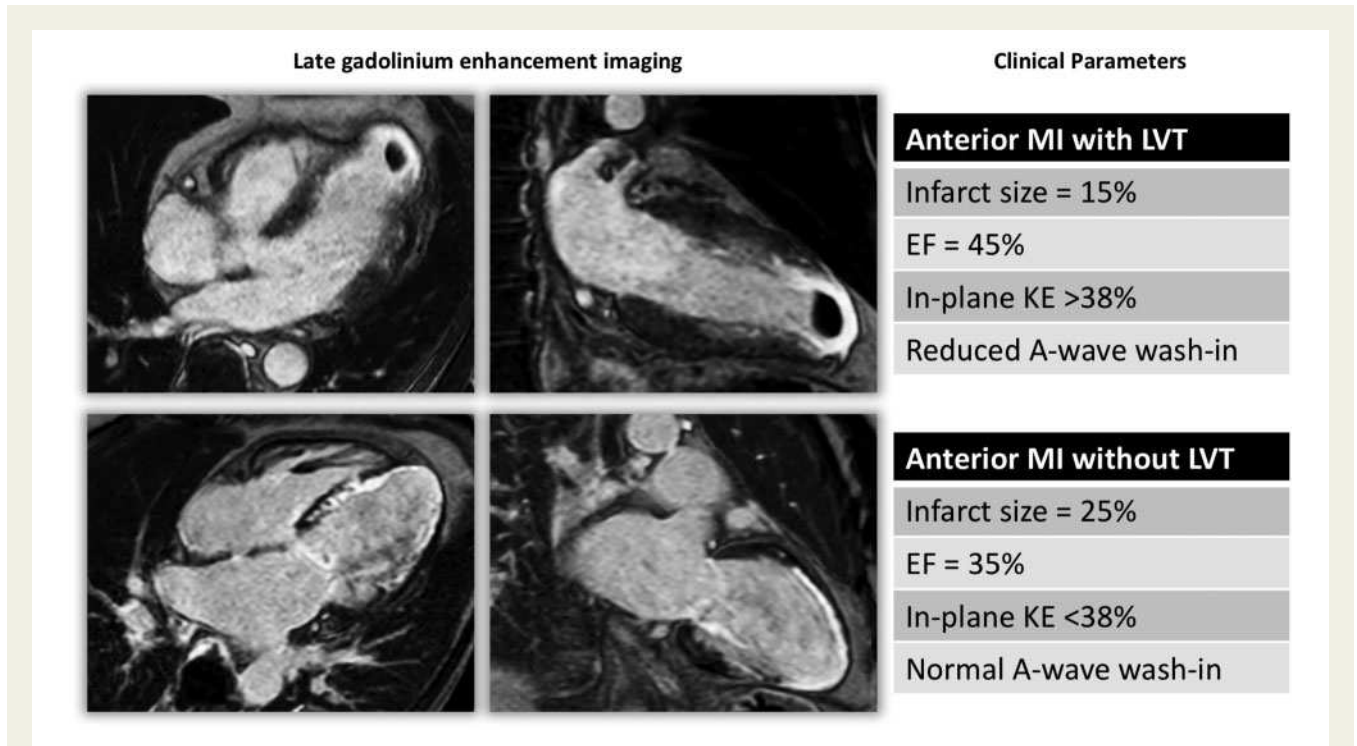 Late gadolinium enhancement imaging
Clinical Parameters
Anterior MI with LVT
Infarct size = 15%
EF = 45%
In-plane KE >38%
Reduced A-wave wash-in
Anterior MI without LVT
Infarct size = 25%
EF = 35%
In-plane KE <38%
Normal A-wave wash-in